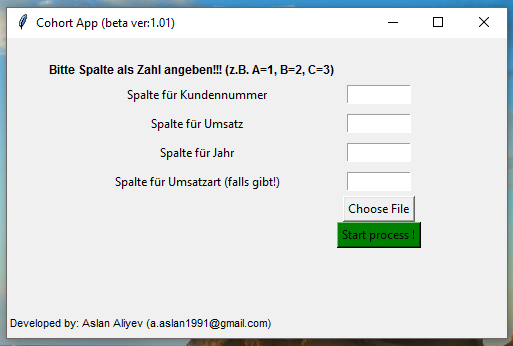 Cohort App (beta ver:1.01)
Bitte Spalte als Zahl angeben!!! (z.B. A=1, B=2, C=3)
Spalte für Kundennummer
Spalte für Umsatz
Spalte für Jahr
Spalte für Umsatzart (falls gibt!)
Choose File
Start process !
Developed by: Aslan Aliyev (a.aslan1991@gmail.com)